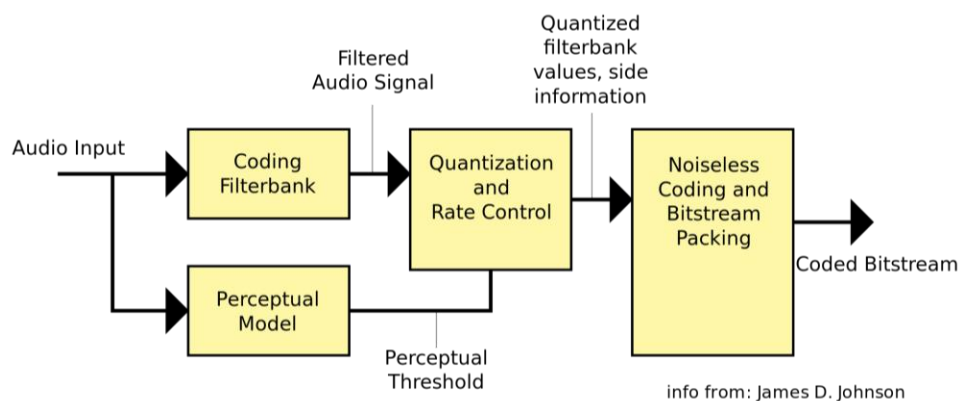 Audio Input
Coding
Filterbank
Filtered
Audio Signal
Perceptual
Model
Perceptual
Threshold
Quantization
and
Rate Control
Quantized
filterbank
values, side
information
Noiseless
Coding and
Bitstream
Packing
Coded Bitstream
info from: James D. Johnson